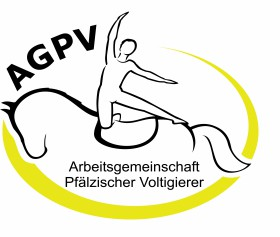 AGPV
Arbeitsgemeinschaft
Pfälzischer Voltigierer